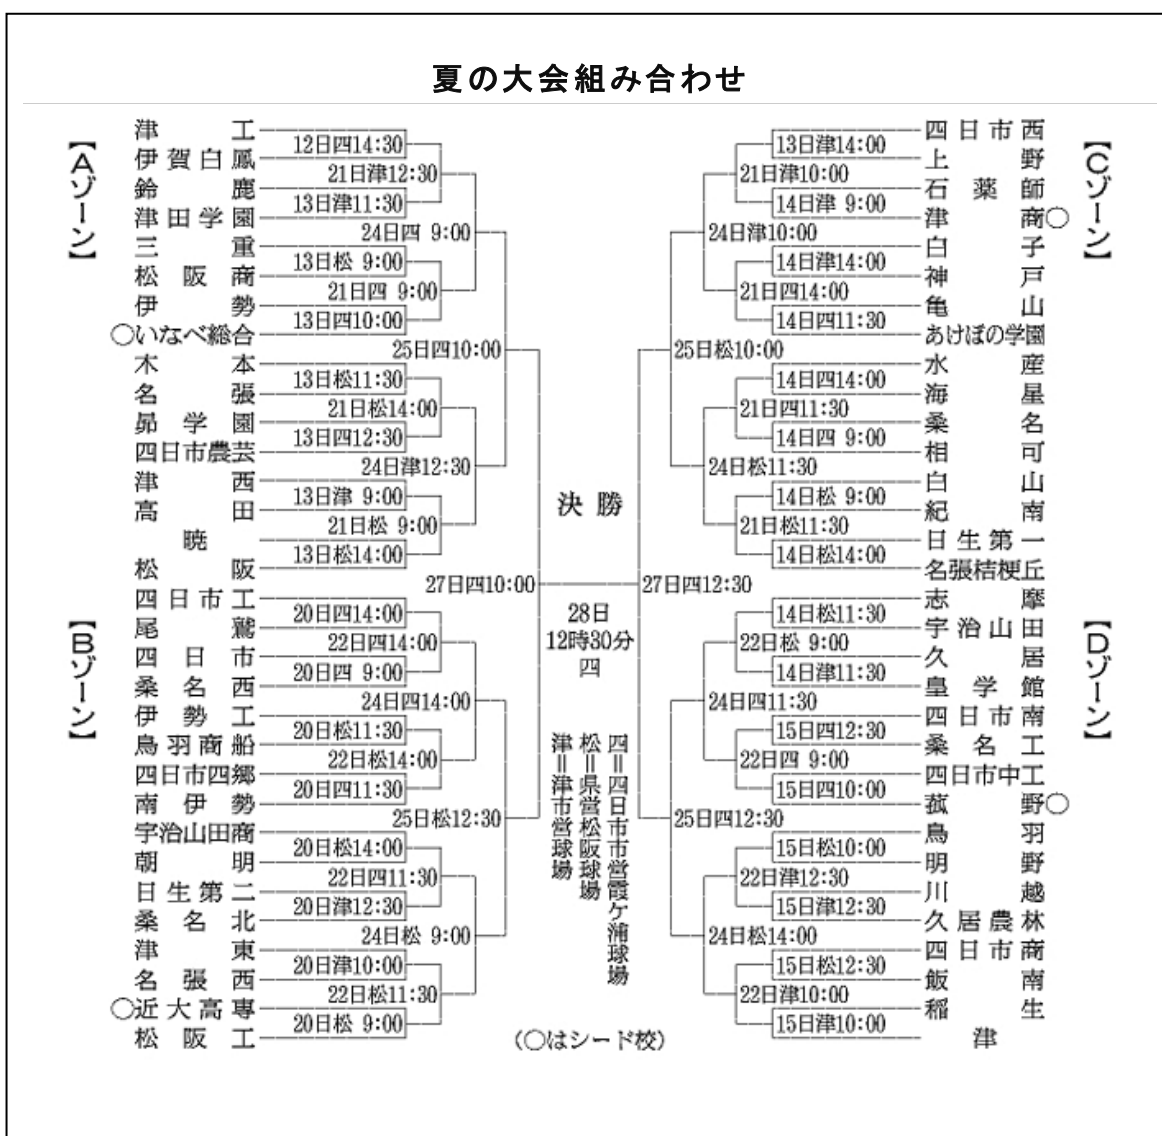 夏の大会組み合わせ
【Aゾーン】
津工
12日四14:30
伊賀白鳳
21日津12:30
鈴鹿
13日津11:30
津田学園
24日四 9:00
三重
13日松 9:00
松阪商
21日四 9:00
伊勢
13日四10:00
○いなべ総合
25日四10:00
木本
13日松11:30
名張
21日松14:00
昴学園
13日四12:30
四日市農芸
24日津12:30
津西
13日津 9:00
高田
21日松 9:00
暁
13日松14:00
松阪
27日四10:00
【Bゾーン】
四日市工
20日四14:00
尾鷲
22日四14:00
四日市
20日四 9:00
桑名西
24日四14:00
伊勢工
20日松11:30
鳥羽商船
22日松14:00
四日市四郷
20日四11:30
南伊勢
25日松12:30
宇治山田商
20日松14:00
朝明
22日四11:30
日生第二
20日津12:30
桑名北
24日松 9:00
津東
20日津10:00
名張西
22日松11:30
○近大高専
20日松 9:00
松阪工
決勝
28日
12時30分
四
四=四日市市営霞ケ浦球場
松=県営松阪球場
津=津市営球場
(○はシード校)
【Cゾーン】
四日市西
13日津14:00
上野
21日津10:00
石薬師
14日津 9:00
津商○
24日津10:00
白子
14日津14:00
神戸
21日四14:00
亀山
14日四11:30
あけぼの学園
25日松10:00
水産
14日四14:00
海星
21日四11:30
桑名
14日四 9:00
相可
24日松11:30
白山
14日松 9:00
紀南
21日松11:30
日生第一
14日松14:00
名張桔梗丘
27日四12:30
【Dゾーン】
志摩
14日松11:30
宇治山田
22日松 9:00
久居
14日津11:30
皇学館
24日四11:30
四日市南
15日四12:30
桑名工
22日四 9:00
四日市中工
15日四10:00
菰野○
25日四12:30
鳥羽
15日松10:00
明野
22日津12:30
川越
15日津12:30
久居農林
24日松14:00
四日市商
15日松12:30
飯南
22日津10:00
稲生
15日津10:00
津